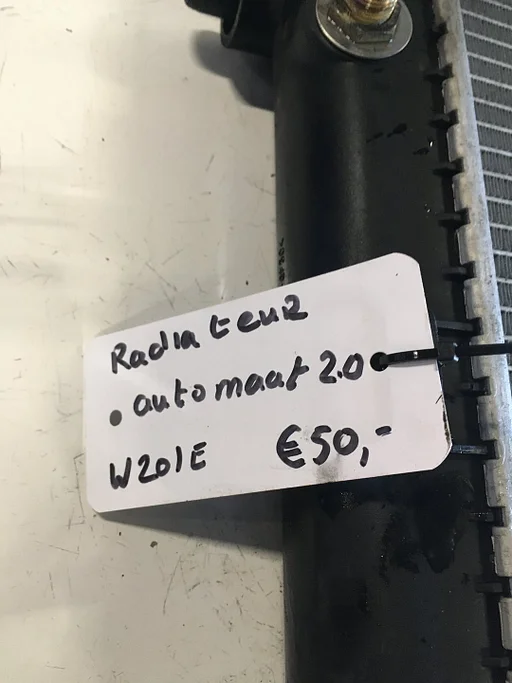 Radiateur
• automaat 2.0
W201E €50,-